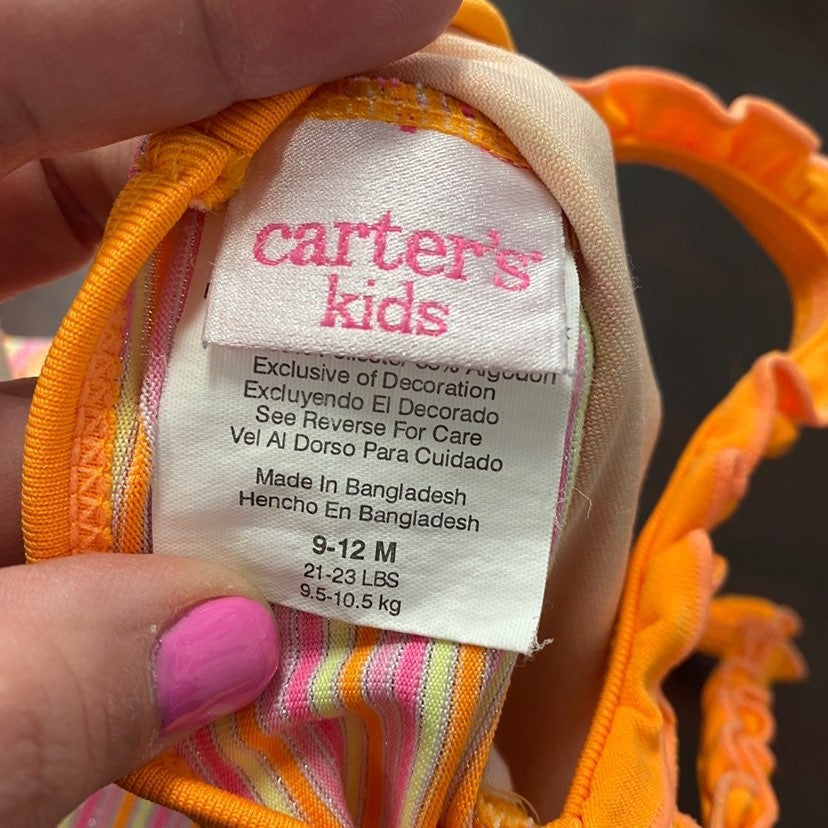 carter's
kids
Algodon
Exclusive of Decoration
Excluyendo El Decorado
See Reverse For Care
Vel Al Dorso Para Cuidado
Made In Bangladesh
Hencho En Bangladesh
9-12 M
21-23 LBS
9.5-10.5 kg